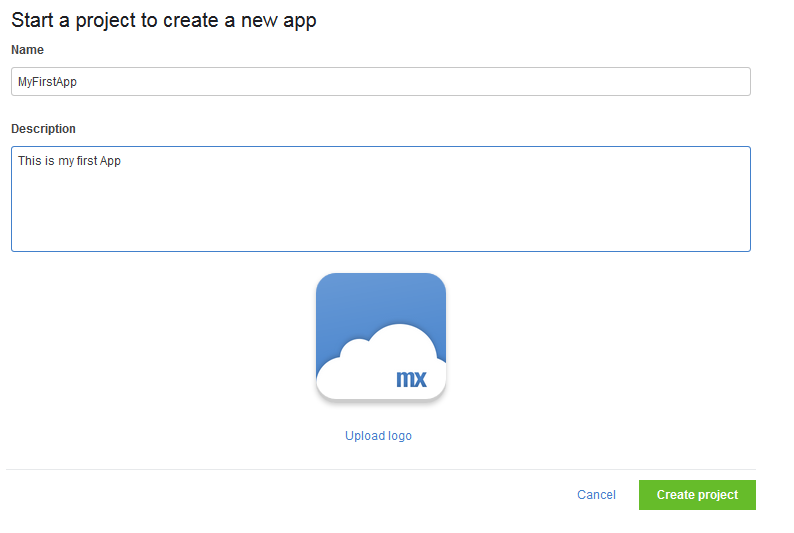 Start a project to create a new app
Name
MyFirstApp
Description
This is my first App
mx
Upload logo
Cancel
Create project